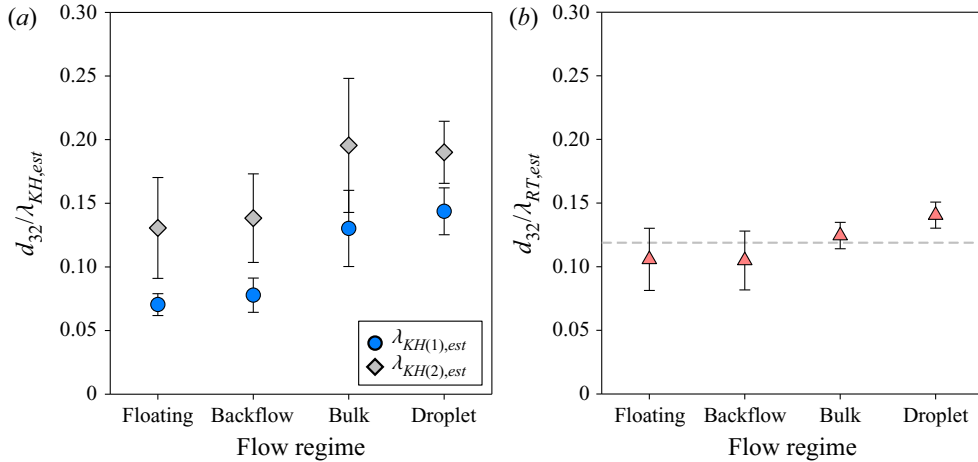 (a)
0.30
0.25
0.20
0.15
0.10
0.05
0
d32/λKH,est
Floating Backflow Bulk Droplet
Flow regime
λKH(1),est
λKH(2),est
(b)
0.30
0.25
0.20
0.15
0.10
0.05
0
d32/λRT,est
Floating Backflow Bulk Droplet
Flow regime